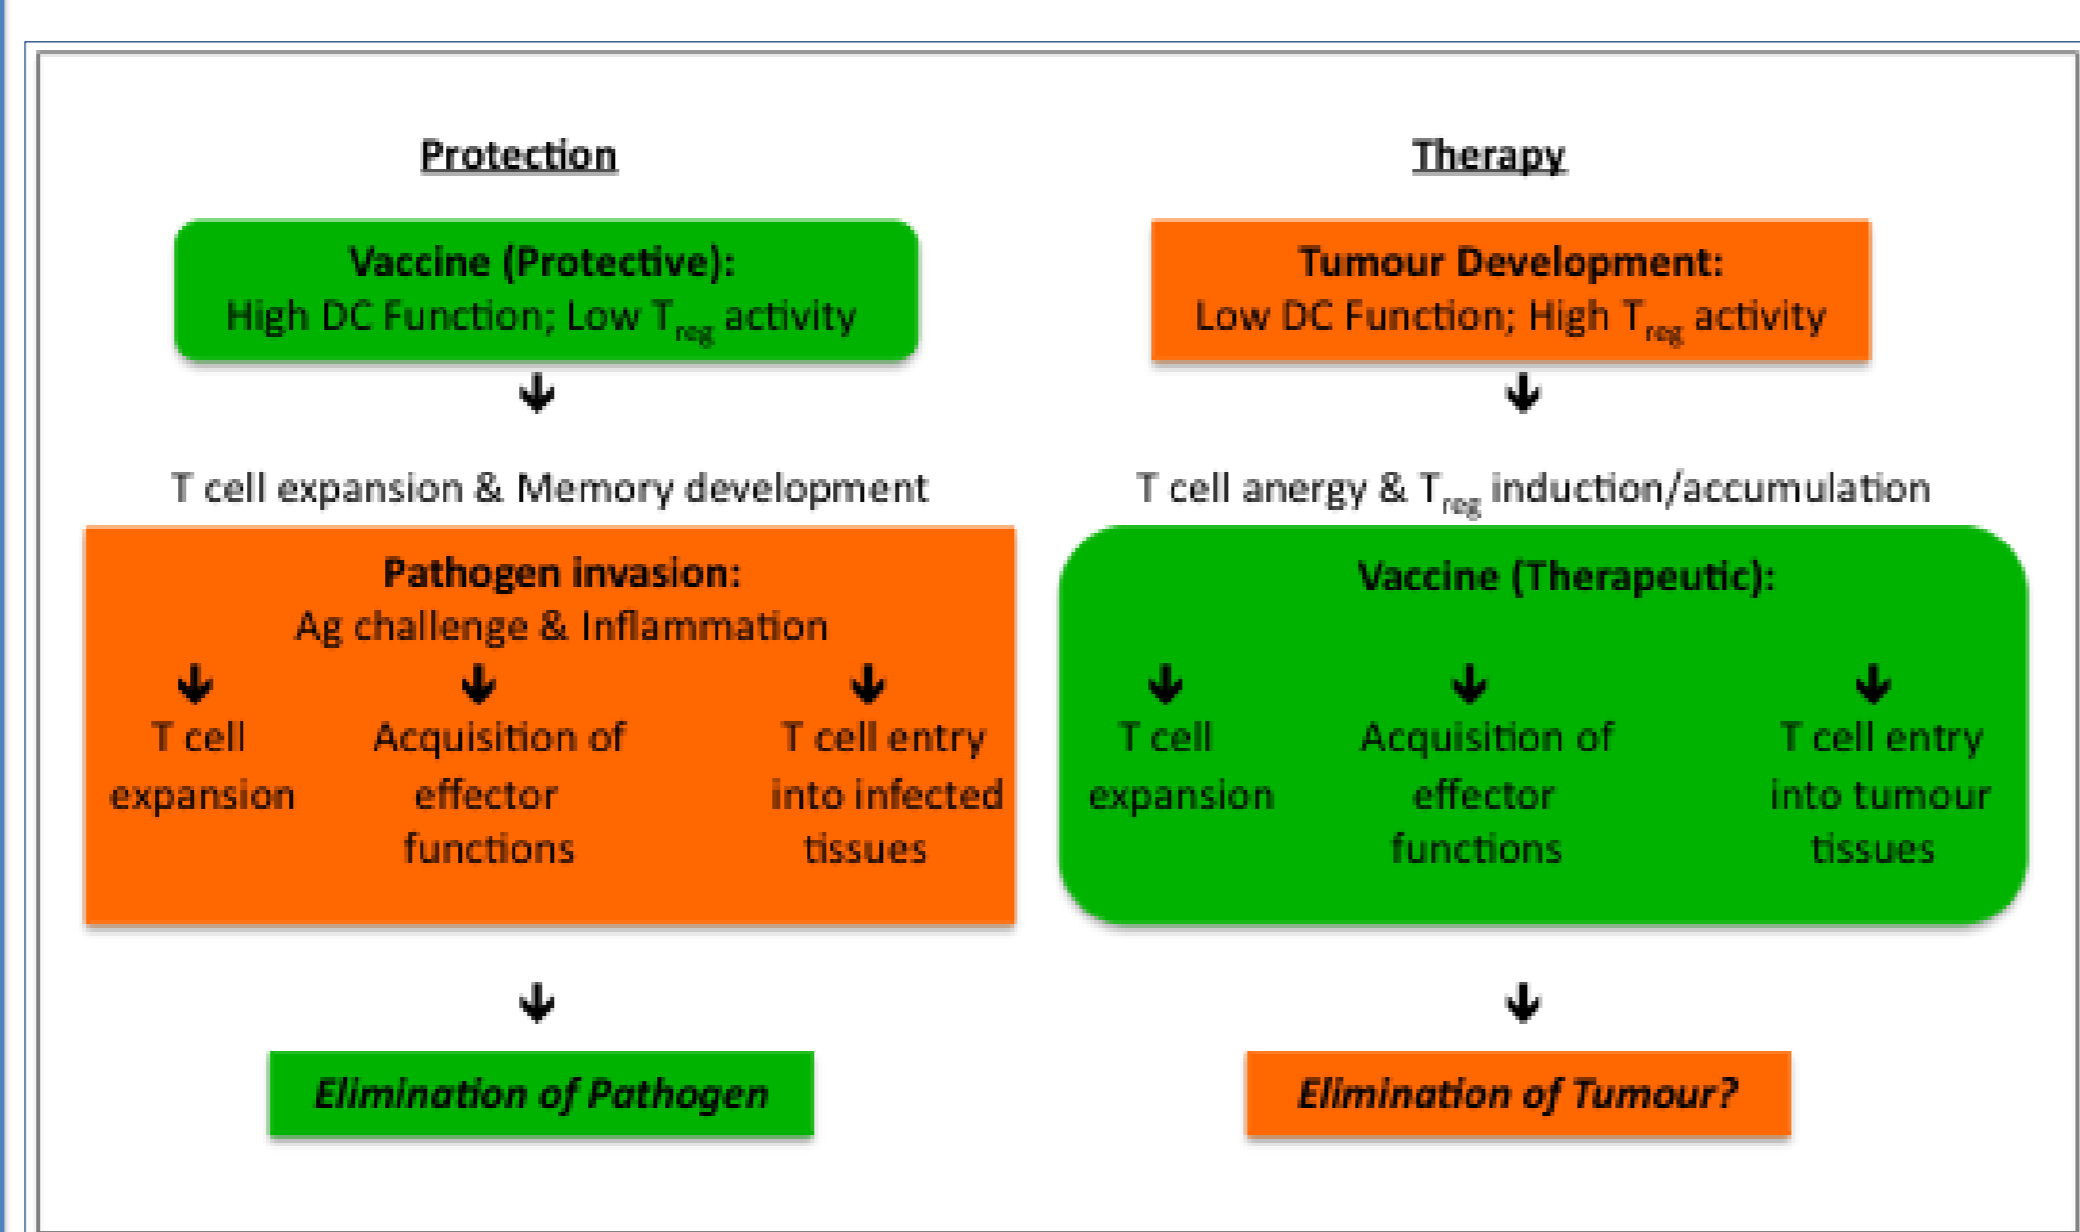 Protection
Vaccine (Protective):
High DC Function; Low Treg activity
T cell expansion & Memory development
Pathogen invasion:
Ag challenge & Inflammation
T cell
expansion
Acquisition of
effector
functions
T cell entry
into infected
tissues
Elimination of Pathogen
Therapy
Tumour Development:
Low DC Function; High Treg activity
T cell anergy & Treg induction/accumulation
Vaccine (Therapeutic):
T cell
expansion
Acquisition of
effector
functions
T cell entry
into tumour
tissues
Elimination of Tumour?